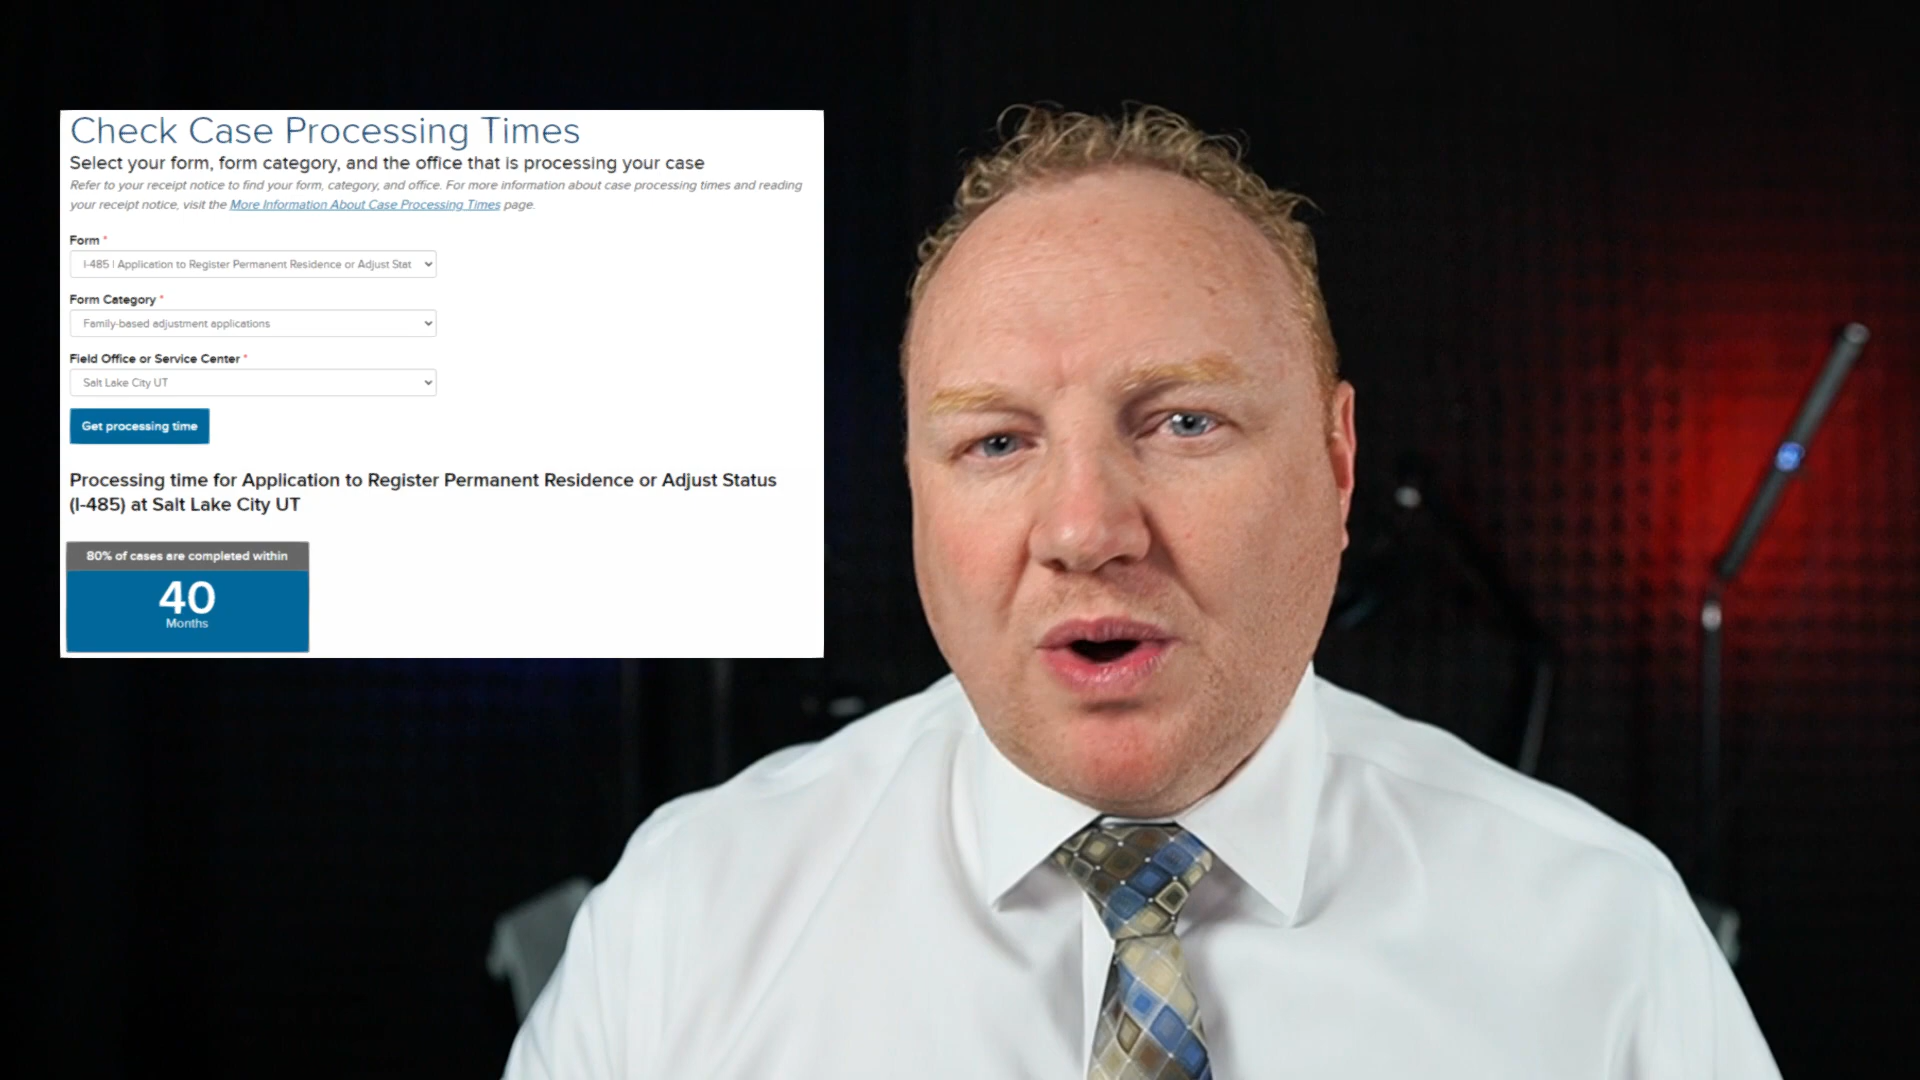 Check Case Processing Times
Select your form, form category, and the office that is processing your case
Refer to your receipt notice to find your form, category, and office. For more information about case processing times and reading
your receipt notice, visit the More Information About Case Processing Times page.
Form *
I-485 | Application to Register Permanent Residence or Adjust Stat
Form Category *
Family-based adjustment applications
Field Office or Service Center *
Salt Lake City UT
Get processing time
Processing time for Application to Register Permanent Residence or Adjust Status
(I-485) at Salt Lake City UT
80% of cases are completed within
40
Months